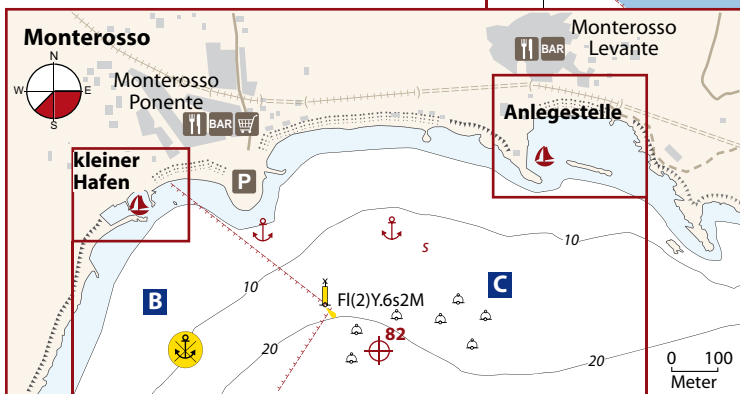 Monterosso
N
W
E
S
Monterosso
Ponente
BAR
Monterosso
Levante
BAR
Anlegestelle
kleiner
Hafen
P
10
S
B
10
Fl(2)Y.6s2M
C
82
20
20
0 100
Meter